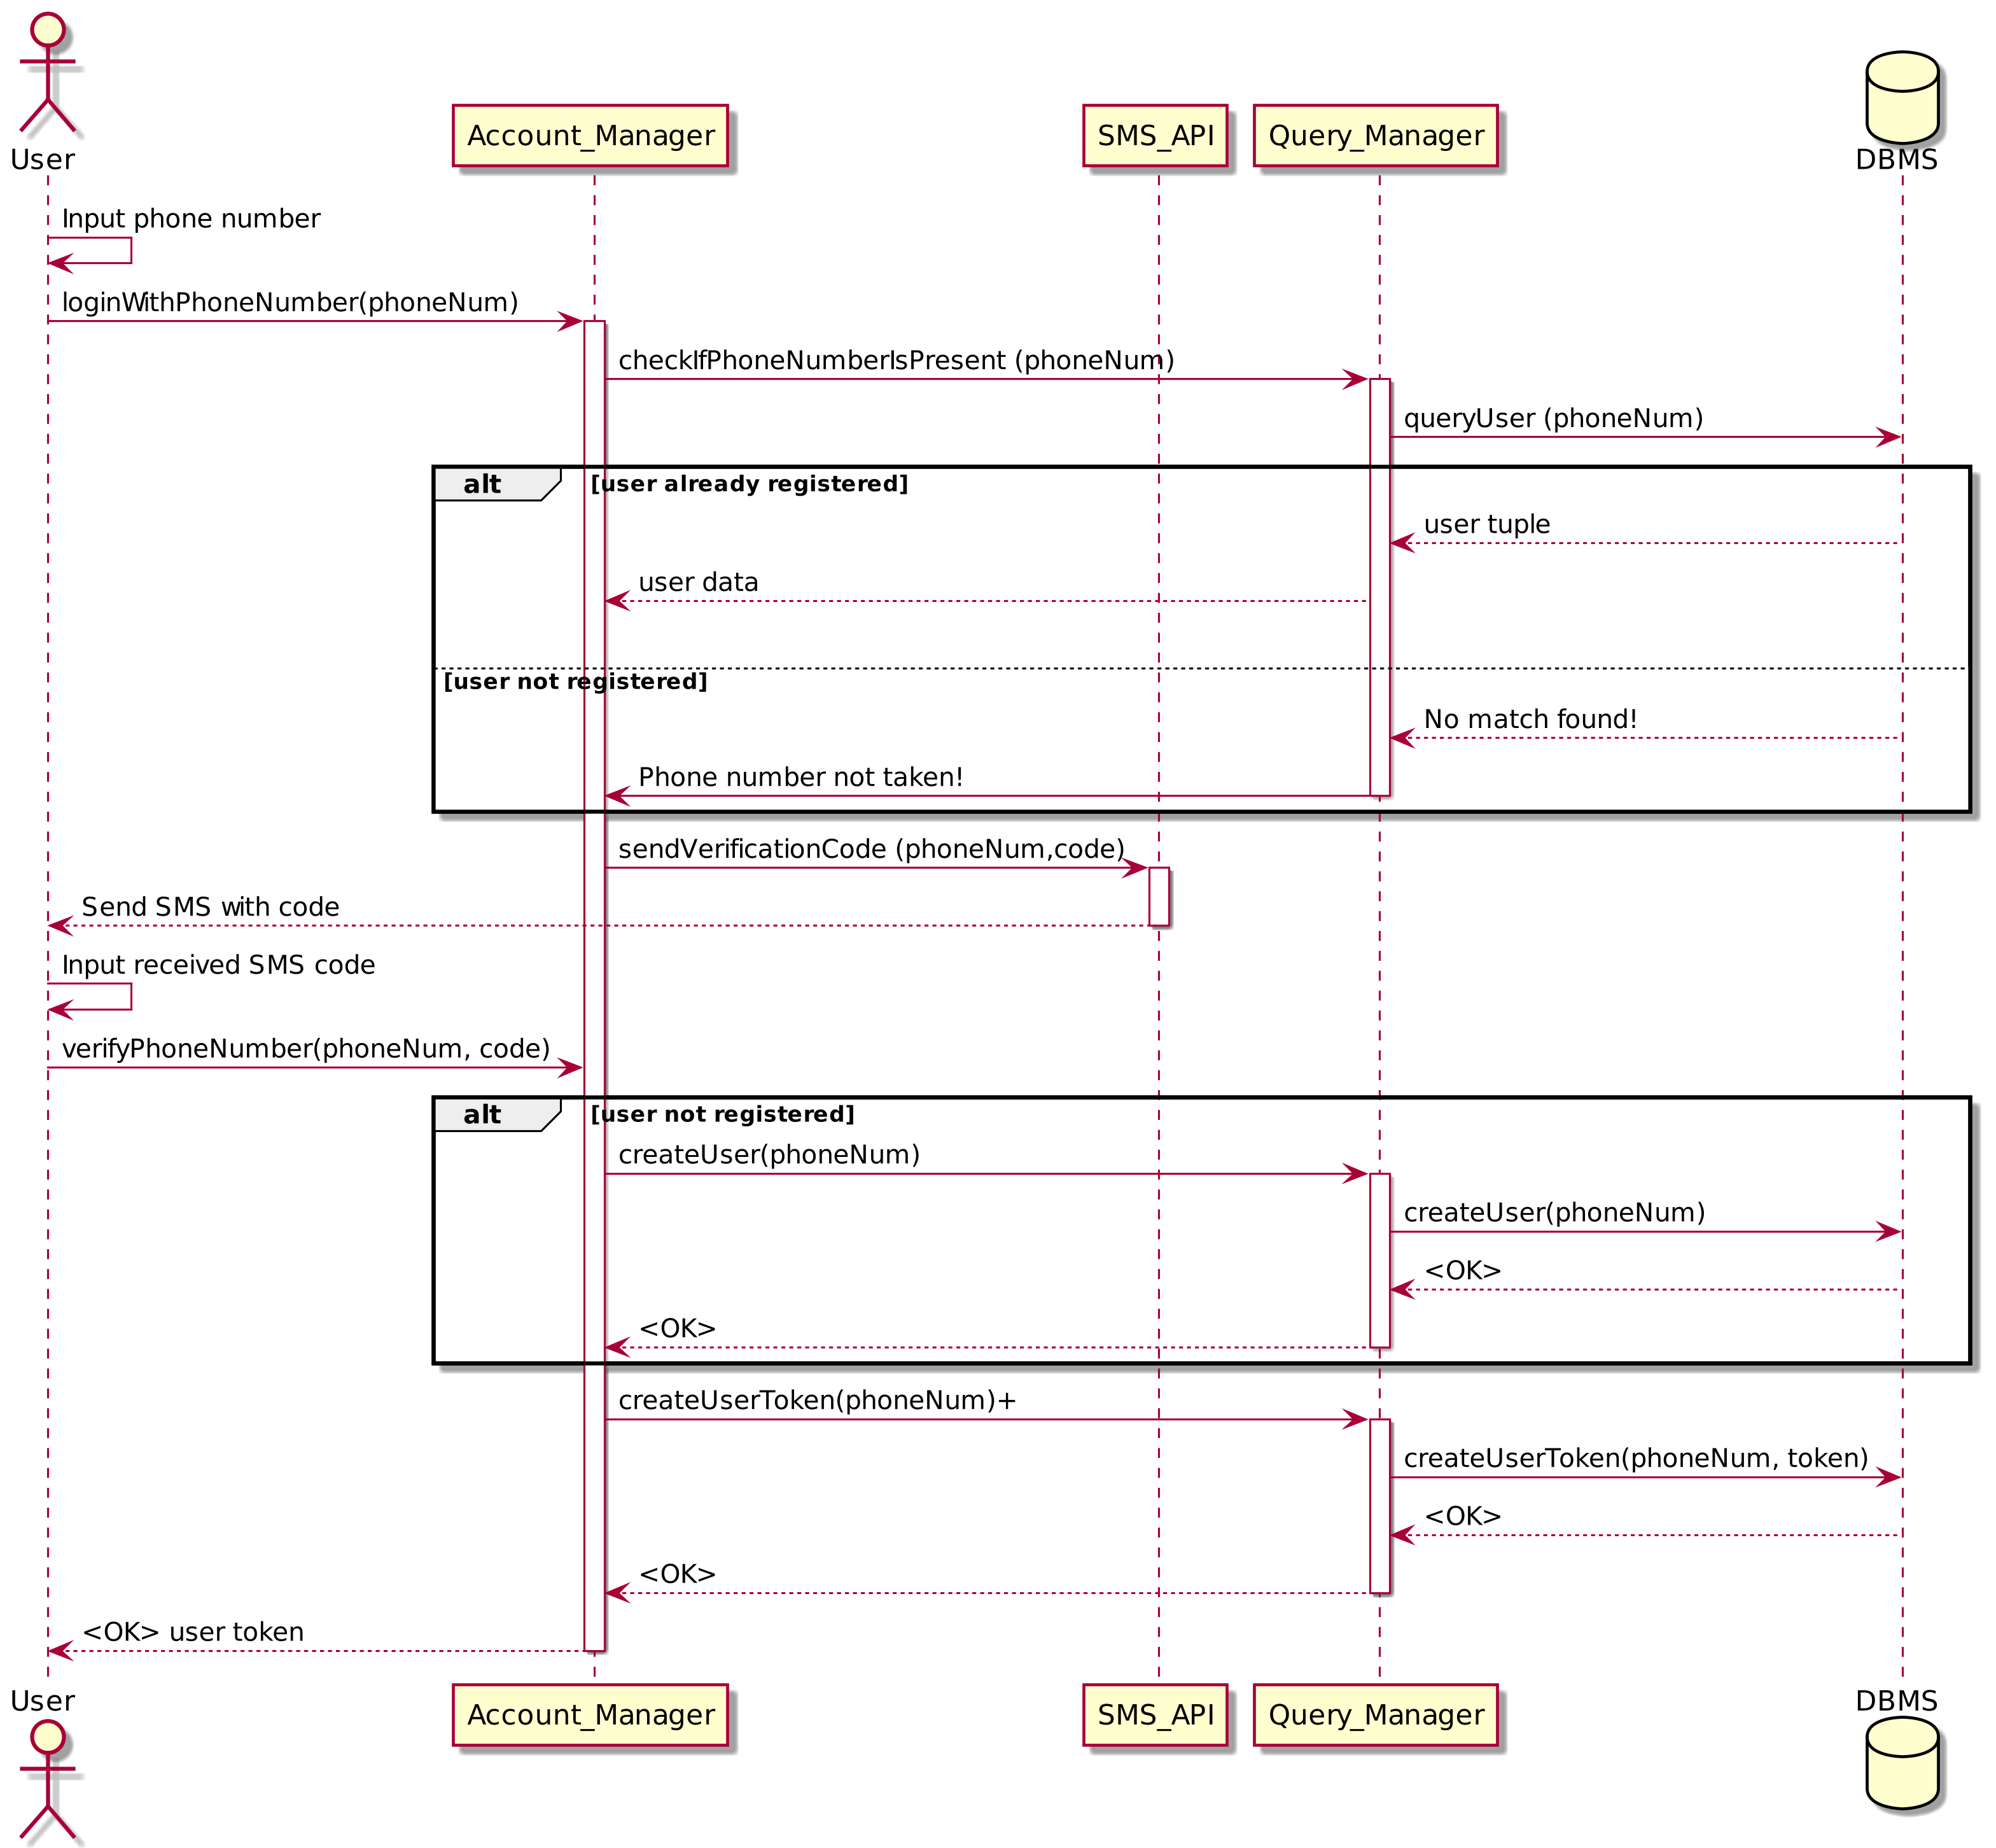 User
Account_Manager
SMS_API
Query_Manager
DBMS
Input phone number
loginWithPhoneNumber(phoneNum)
checkIfPhoneNumberIsPresent (phoneNum)
queryUser (phoneNum)
alt
[user already registered]
user tuple
user data
[user not registered]
No match found!
Phone number not taken!
sendVerificationCode (phoneNum,code)
Send SMS with code
Input received SMS code
verifyPhoneNumber(phoneNum, code)
alt
[user not registered]
createUser(phoneNum)
createUser(phoneNum)
<OK>
<OK>
createUserToken(phoneNum)+
createUserToken(phoneNum, token)
<OK>
<OK>
<OK> user token
User
Account_Manager
SMS_API
Query_Manager
DBMS